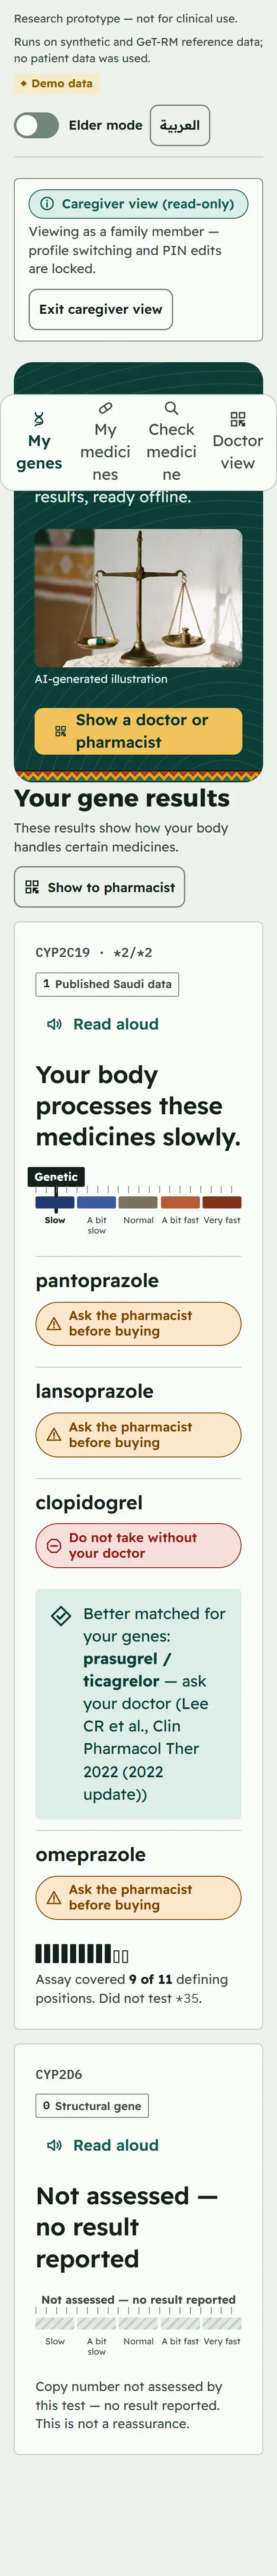 Research prototype — not for clinical use.
Runs on synthetic and GeT-RM reference data;
no patient data was used.
Demo data
Elder mode
العربية
Caregiver view (read-only)
Viewing as a family member —
profile switching and PIN edits
are locked.
Exit caregiver view
My
genes
My
medici
nes
Check
medici
ne
Doctor
view
results, ready offline.
AI-generated illustration
Show a doctor or
pharmacist
Your gene results
These results show how your body
handles certain medicines.
Show to pharmacist
CYP2C19 · *2/*2
1 Published Saudi data
Read aloud
Your body
processes these
medicines slowly.
Genetic
Slow
A bit
slow
Normal
A bit fast
Very fast
pantoprazole
Ask the pharmacist
before buying
lansoprazole
Ask the pharmacist
before buying
clopidogrel
Do not take without
your doctor
Better matched for
your genes:
prasugrel /
ticagrelor — ask
your doctor (Lee
CR et al., Clin
Pharmacol Ther
2022 (2022
update))
omeprazole
Ask the pharmacist
before buying
Assay covered 9 of 11 defining
positions. Did not test *35.
CYP2D6
0 Structural gene
Read aloud
Not assessed —
no result
reported
Not assessed — no result reported
Slow
A bit
slow
Normal
A bit fast
Very fast
Copy number not assessed by
this test — no result reported.
This is not a reassurance.